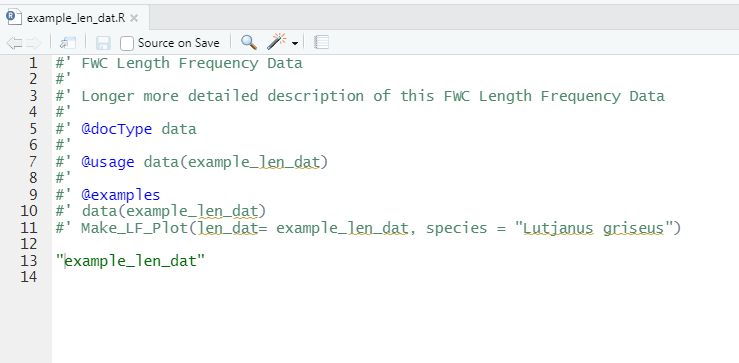 example_len_dat.R
Source on Save
1 #' FWC Length Frequency Data
2 #'
3 #' Longer more detailed description of this FWC Length Frequency Data
4 #'
5 #' @docType data
6 #'
7 #' @usage data(example_len_dat)
8 #'
9 #' @examples
10 #' data(example_len_dat)
11 #' Make_LF_Plot(len_dat= example_len_dat, species = "Lutjanus griseus")
12
13 "example_len_dat"
14